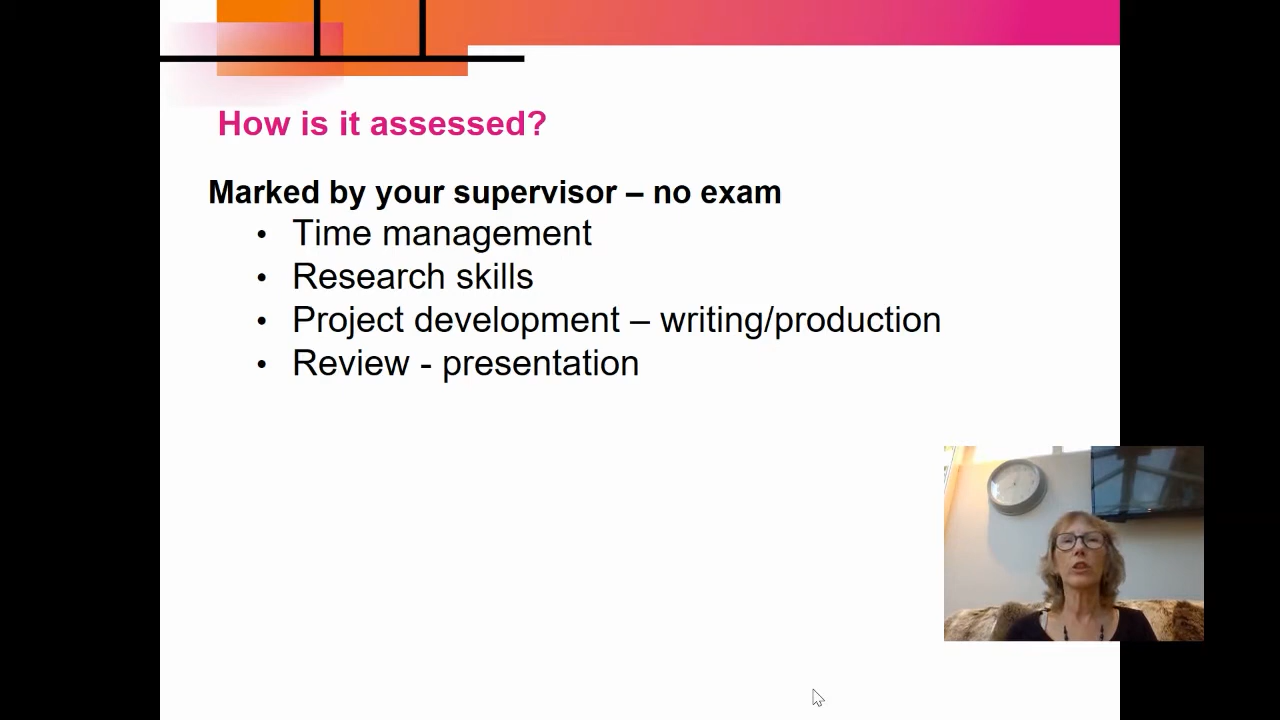 How is it assessed?
Marked by your supervisor – no exam
• Time management
• Research skills
• Project development – writing/production
• Review - presentation